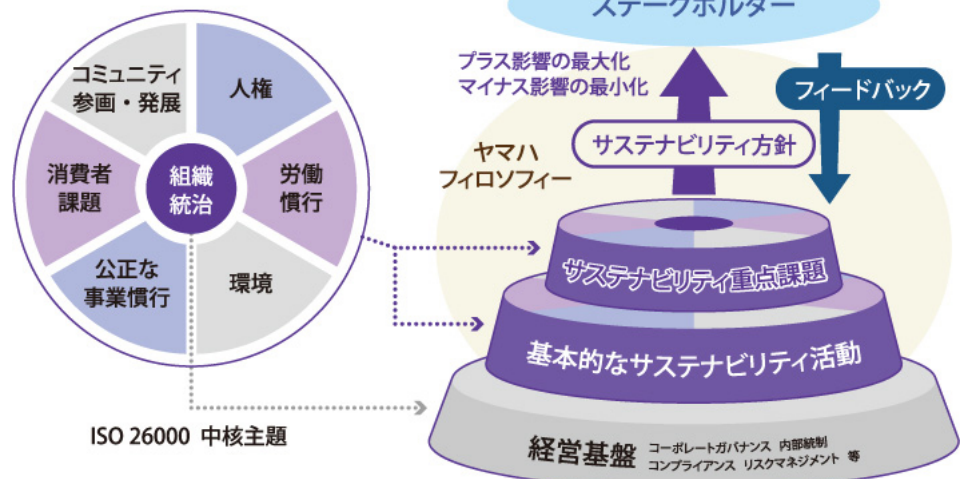 コミュニティ
参画・発展
人権
消費者
課題
組織
統治
労働
慣行
公正な
事業慣行
環境
ISO 26000 中核主題
ステークホルダー
プラス影響の最大化
マイナス影響の最小化
フィードバック
サステナビリティ方針
ヤマハ
フィロソフィー
サステナビリティ重点課題
基本的なサステナビリティ活動
経営基盤 コーポレートガバナンス 内部統制
コンプライアンス リスクマネジメント 等